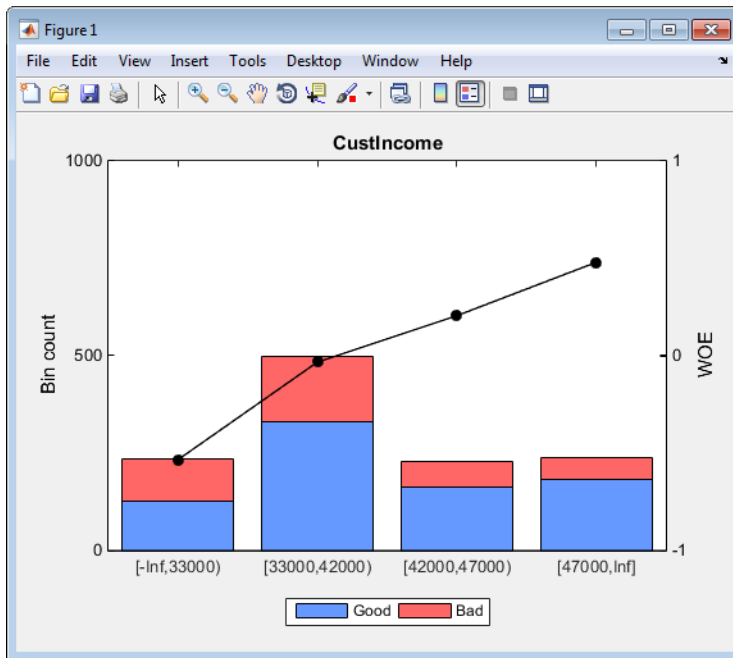 Figure 1
File Edit View Insert Tools Desktop Window Help
CustIncome
1000
500
0
Bin count
1
0
-1
WOE
[-Inf,33000) [33000,42000) [42000,47000) [47000,Inf]
Good Bad